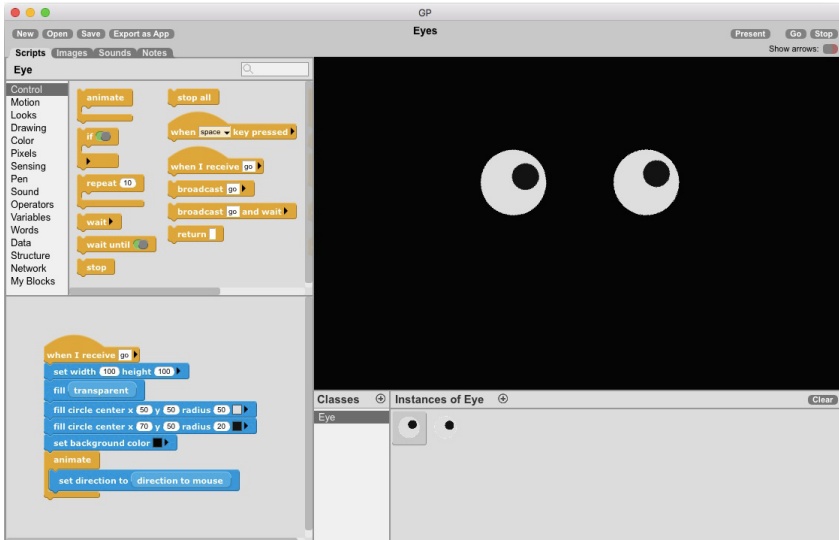 GP
New Open Save Export as App
Eyes
Present Go Stop
Scripts Images Sounds Notes
Show arrows:
Eye
Control
Motion
Looks
Drawing
Color
Pixels
Sensing
Pen
Sound
Operators
Variables
Words
Data
Structure
Network
My Blocks
animate
if
repeat 10
wait
wait until
stop
stop all
when space key pressed
when I receive go
broadcast go
broadcast go and wait
return
when I receive go
set width 100 height 100
fill transparent
fill circle center x 50 y 50 radius 50
fill circle center x 70 y 50 radius 20
set background color
animate
set direction to direction to mouse
Classes
Eye
Instances of Eye
Clear